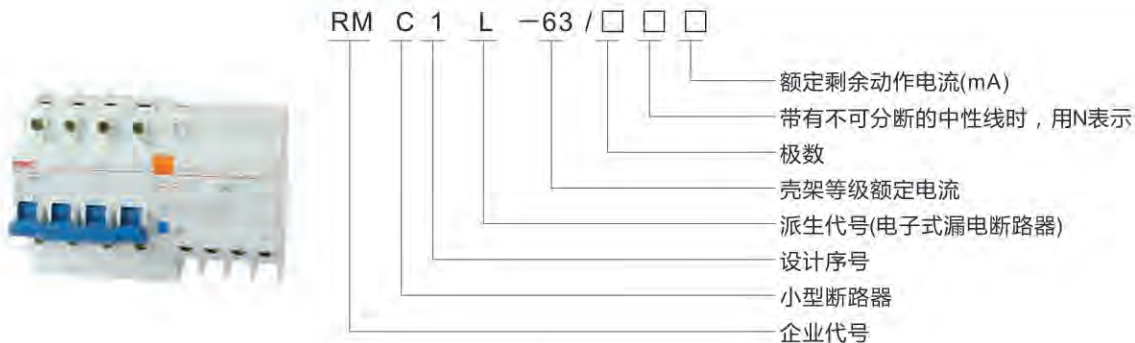 RM C 1 L －63 / □ □ □
额定剩余动作电流(mA)
带有不可分断的中性线时，用N表示
极数
壳架等级额定电流
派生代号(电子式漏电断路器)
设计序号
小型断路器
企业代号